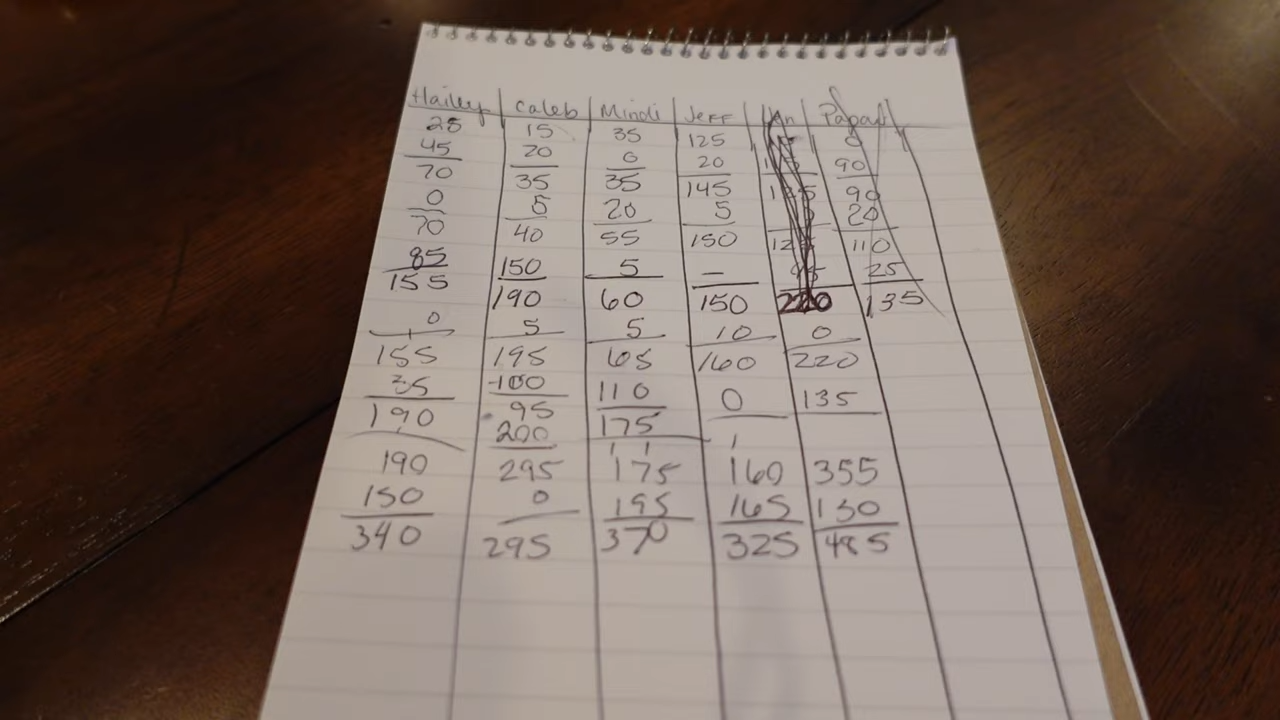 Hailey Caleb Mindi Jeff Papa
25 15 35 125 0
45 20 0 20 90
70 35 35 145 125 90
0 5 20 5 20
70 40 55 150 125 110
85 150 5 — 95 25
155 190 60 150 220 135
0 5 5 10 0
155 195 65 160 220
35 -100 110 0 135
190 95 175
200
190 295 175 160 355
150 0 195 165 130
340 295 370 325 485